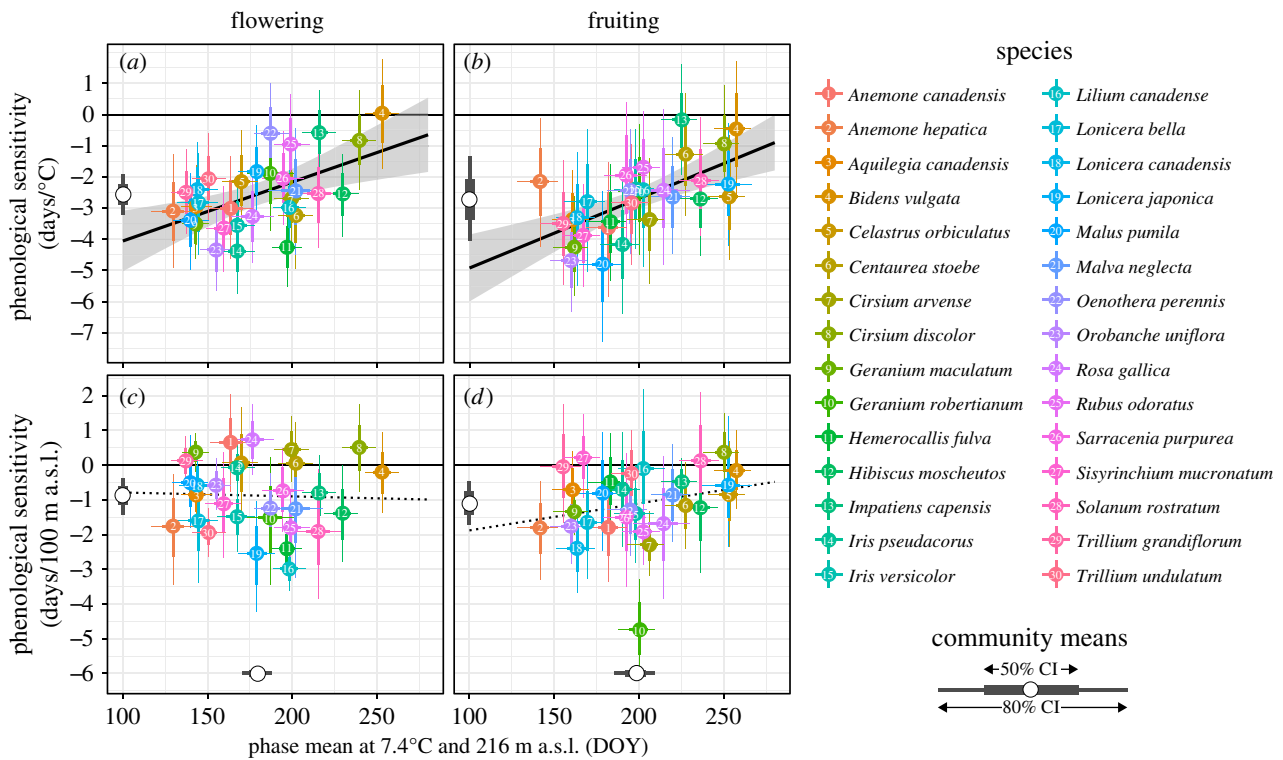 flowering
fruiting
(a)
(b)
phenological sensitivity
(days/°C)
1
0
−1
−2
−3
−4
−5
−6
−7
(c)
(d)
phenological sensitivity
(days/100 m a.s.l.)
2
1
0
−1
−2
−3
−4
−5
−6
100 150 200 250
100 150 200 250
phase mean at 7.4°C and 216 m a.s.l. (DOY)
species
1 Anemone canadensis
2 Anemone hepatica
3 Aquilegia canadensis
4 Bidens vulgata
5 Celastrus orbiculatus
6 Centaurea stoebe
7 Cirsium arvense
8 Cirsium discolor
9 Geranium maculatum
10 Geranium robertianum
11 Hemerocallis fulva
12 Hibiscus moscheutos
13 Impatiens capensis
14 Iris pseudacorus
15 Iris versicolor
16 Lilium canadense
17 Lonicera bella
18 Lonicera canadensis
19 Lonicera japonica
20 Malus pumila
21 Malva neglecta
22 Oenothera perennis
23 Orobanche uniflora
24 Rosa gallica
25 Rubus odoratus
26 Sarracenia purpurea
27 Sisyrinchium mucronatum
28 Solanum rostratum
29 Trillium grandiflorum
30 Trillium undulatum
community means
50% CI
80% CI